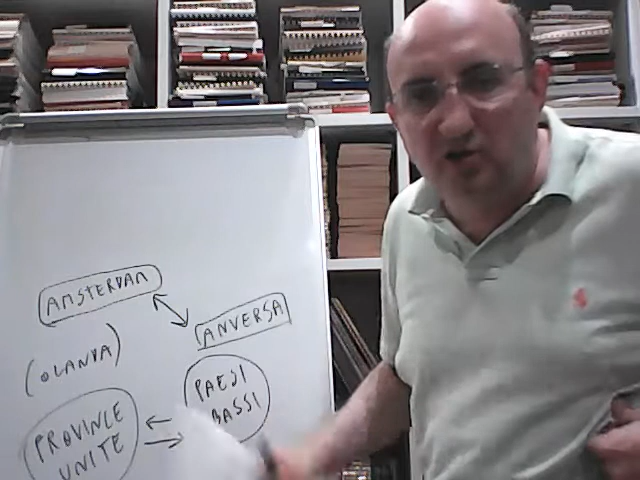 AMSTERDAM
ANVERSA
(OLANDA)
PAESI
BASSI
PROVINCE
UNITE